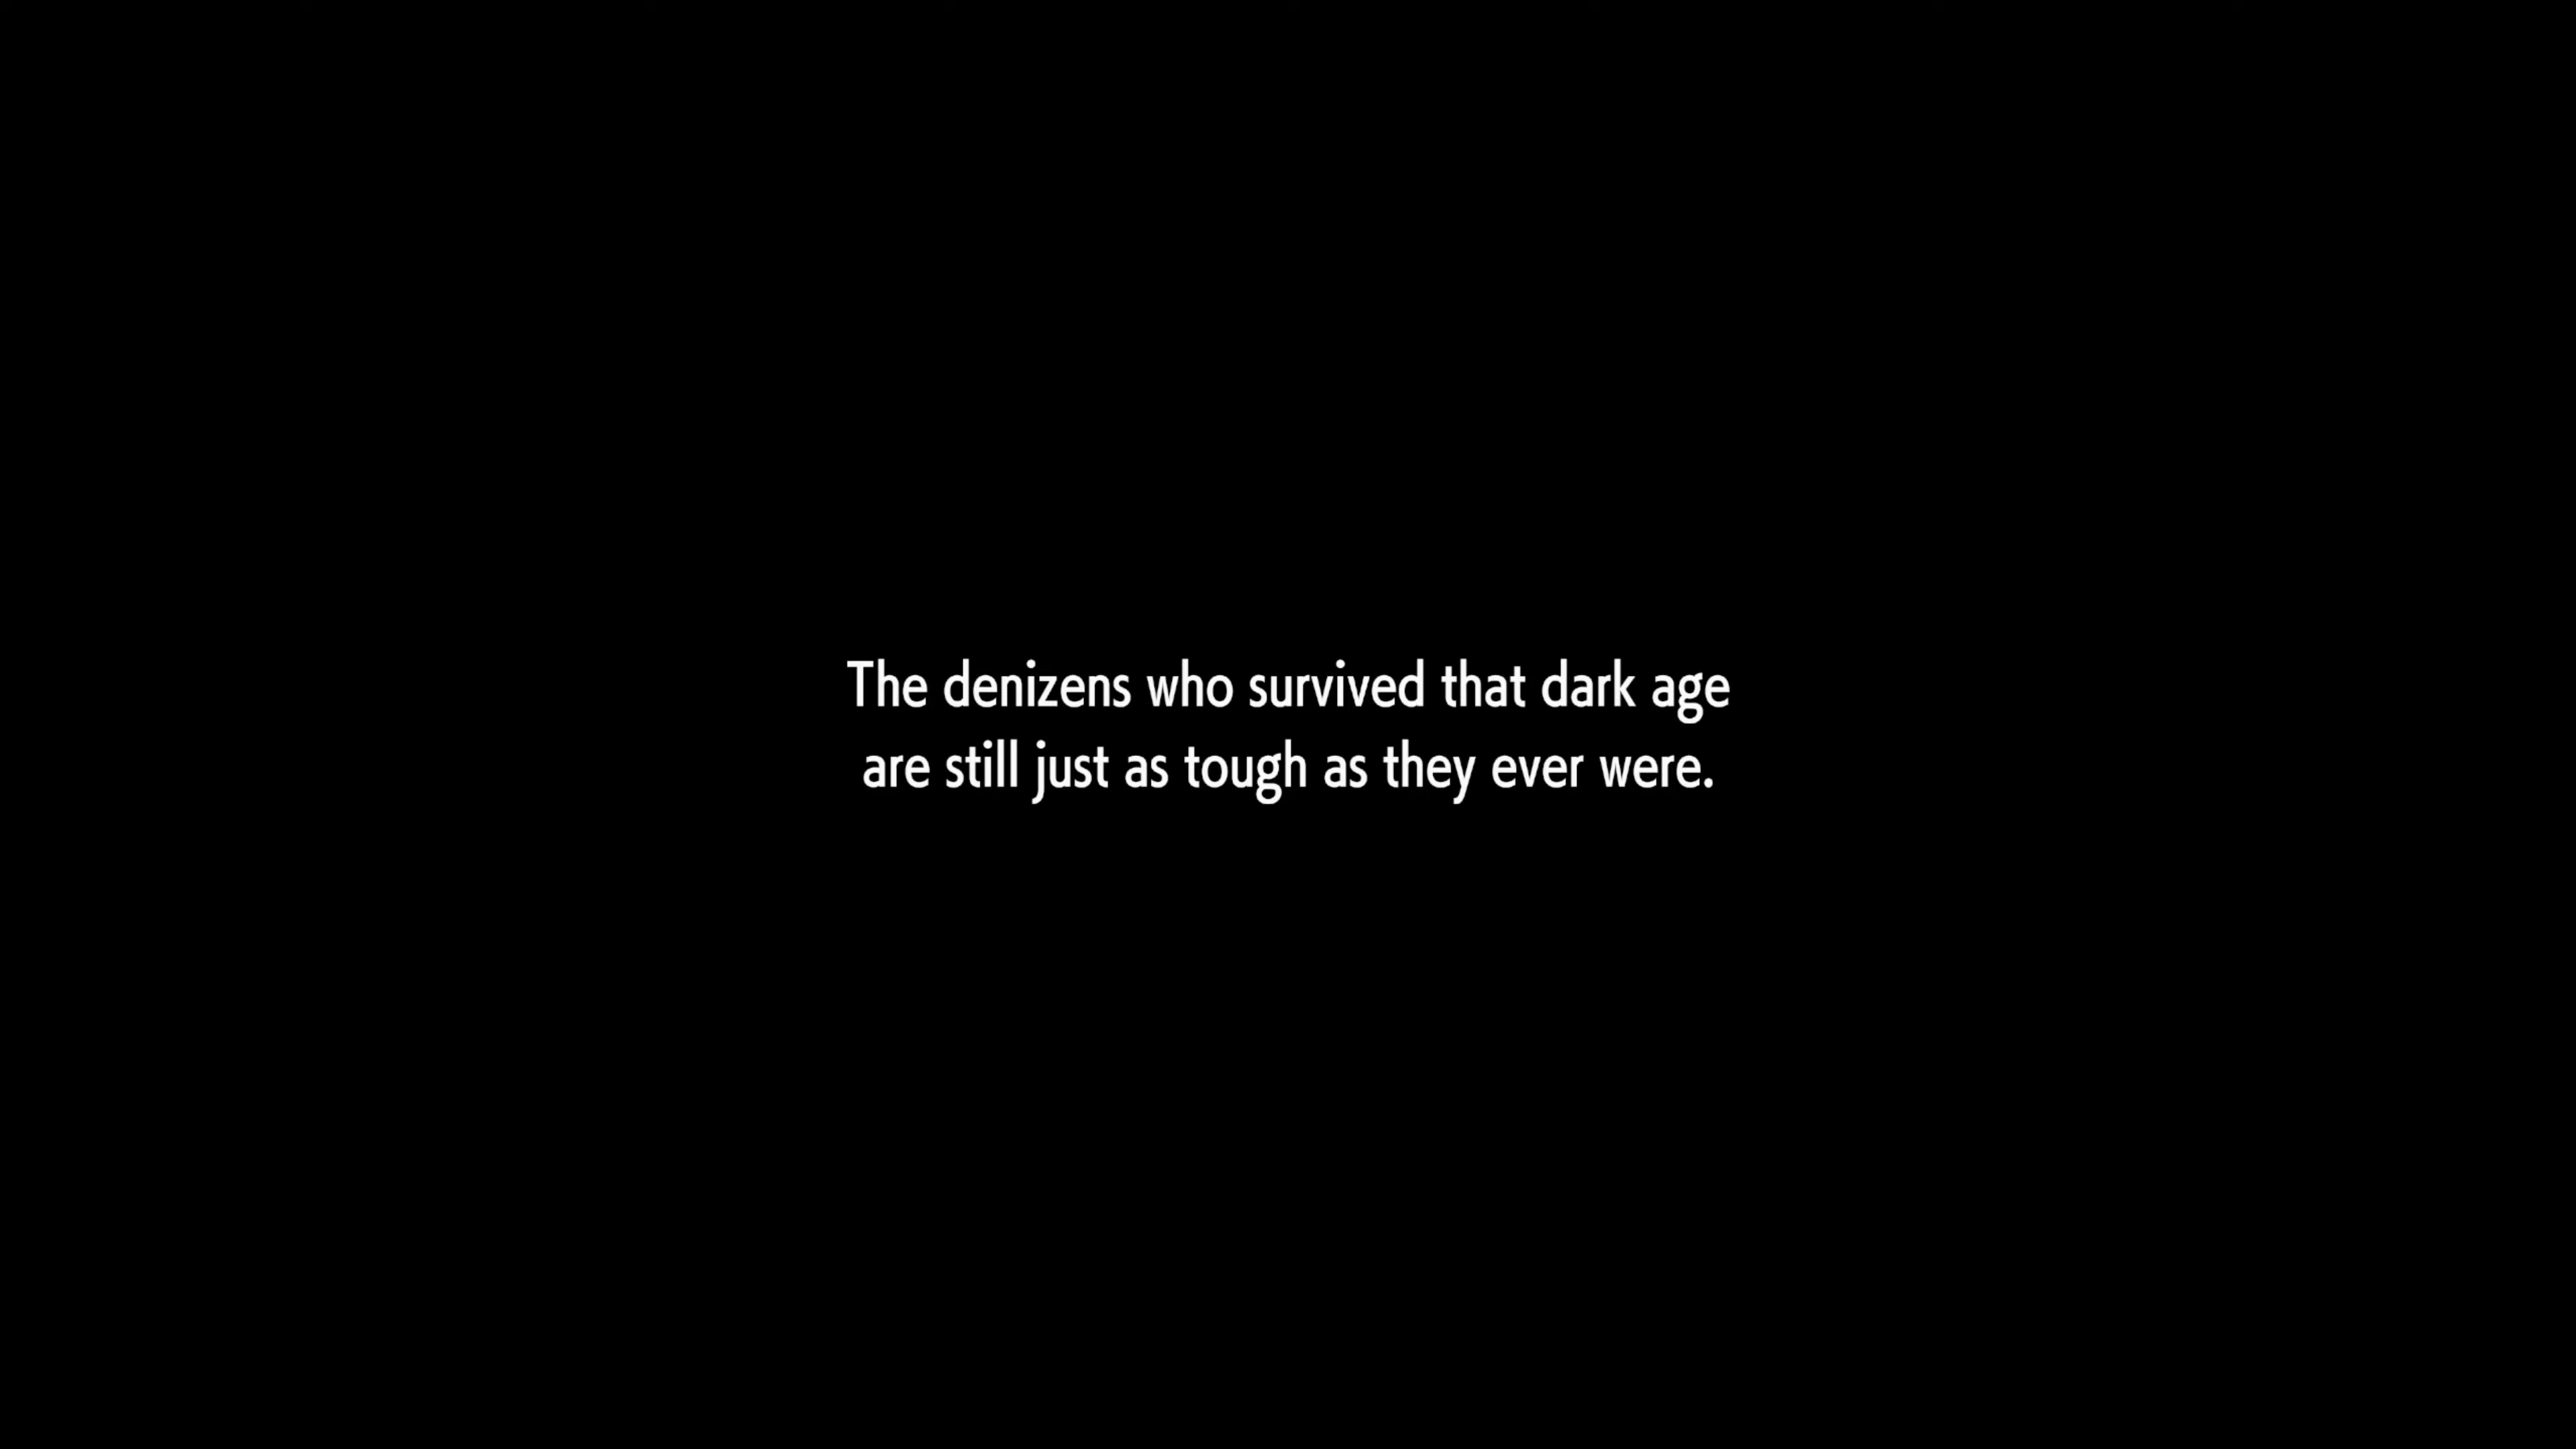 The denizens who survived that dark age
are still just as tough as they ever were.